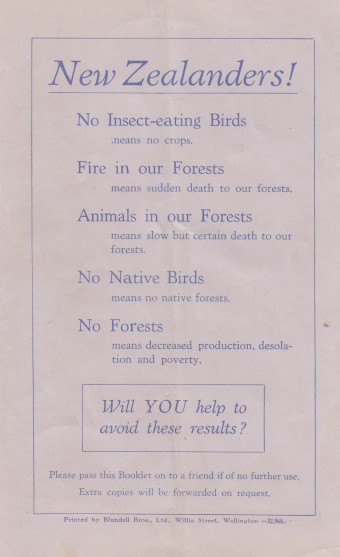 New Zealanders!
No Insect-eating Birds
means no crops.
Fire in our Forests
means sudden death to our forests.
Animals in our Forests
means slow but certain death to our
forests.
No Native Birds
means no native forests.
No Forests
means decreased production, desola-
tion and poverty.
Will YOU help to
avoid these results?
Please pass this Booklet on to a friend if of no further use.
Extra copies will be forwarded on request.
Printed by Blundell Bros., Ltd., Willis Street, Wellington